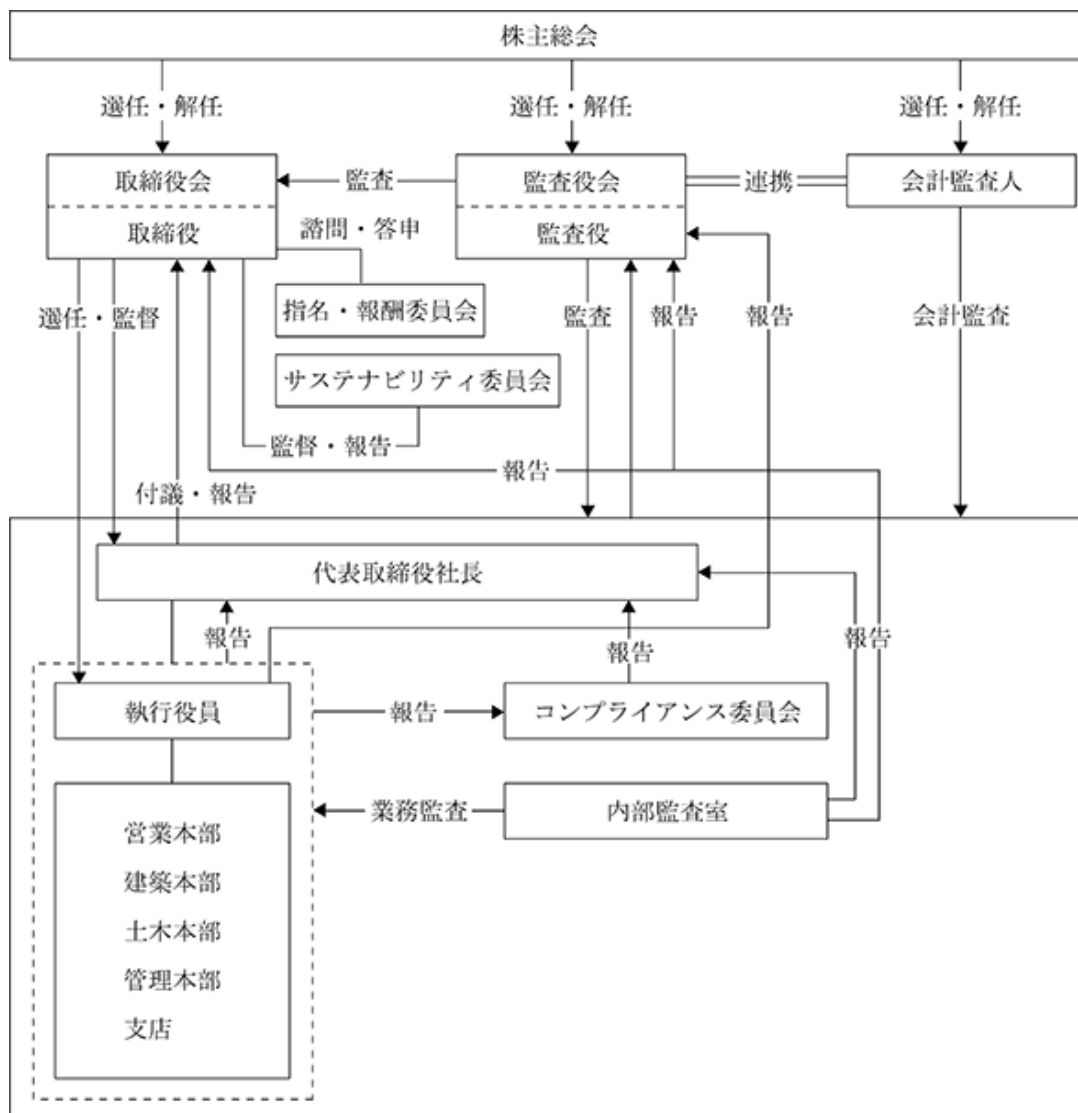 株主総会
選任・解任
選任・解任
選任・解任
取締役会
監査
監査役会
連携
会計監査人
取締役
諮問・答申
監査役
選任・監督
指名・報酬委員会
監査
報告
報告
会計監査
サステナビリティ委員会
監督・報告
報告
付議・報告
代表取締役社長
報告
報告
報告
執行役員
報告
コンプライアンス委員会
業務監査
内部監査室
営業本部
建築本部
土木本部
管理本部
支店